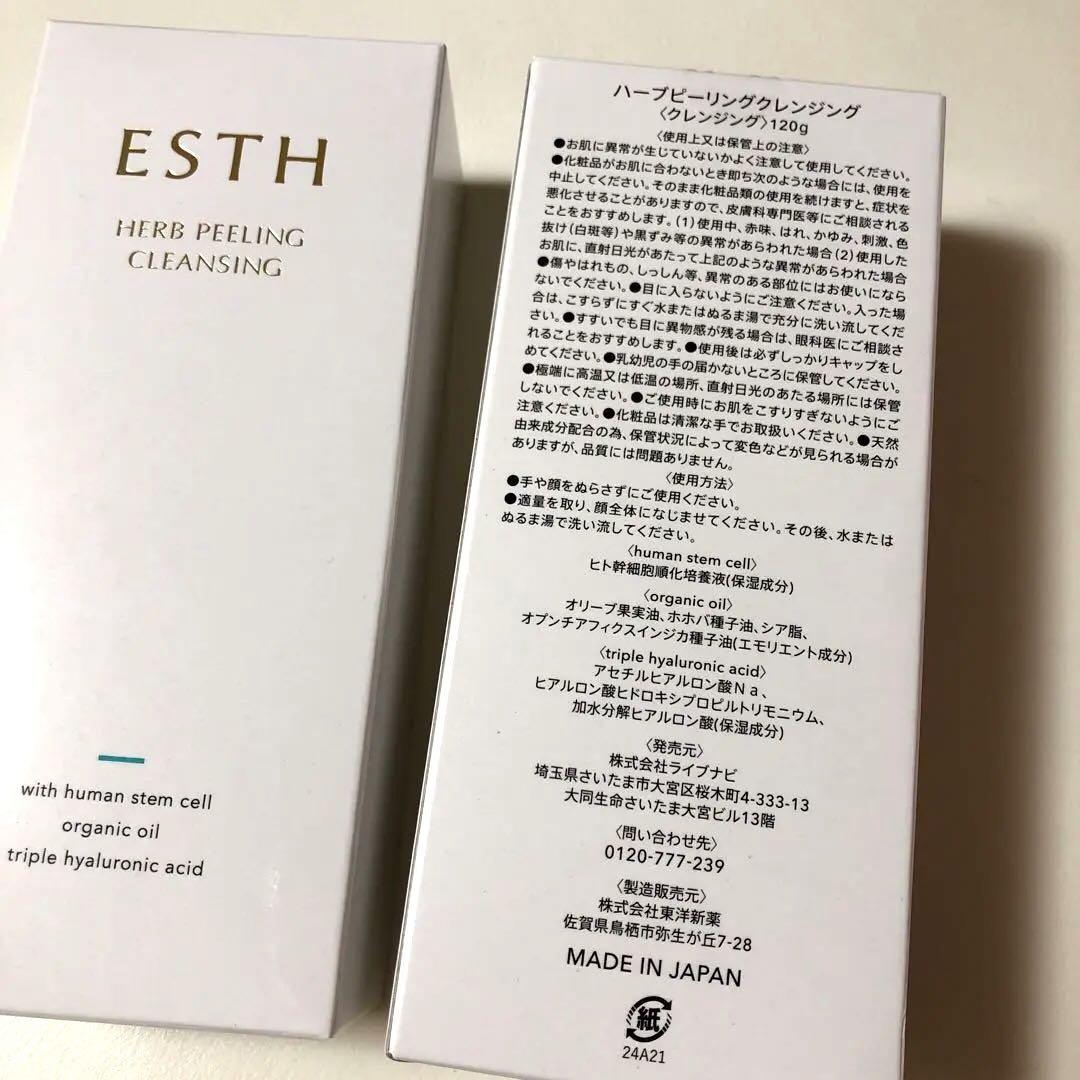 ESTH
HERB PEELING
CLEANSING
with human stem cell
organic oil
triple hyaluronic acid
ハーブピーリングクレンジング
〈クレンジング〉120g
〈使用上又は保管上の注意〉
●お肌に異常が生じていないかよく注意して使用してください。
●化粧品がお肌に合わないとき即ち次のような場合には、使用を
中止してください。そのまま化粧品類の使用を続けますと、症状を
悪化させることがありますので、皮膚科専門医等にご相談される
ことをおすすめします。(1)使用中、赤味、はれ、かゆみ、刺激、色
抜け(白斑等)や黒ずみ等の異常があらわれた場合(2)使用した
お肌に、直射日光があたって上記のような異常があらわれた場合
●傷やはれもの、しっしん等、異常のある部位にはお使いになら
ないでください。●目に入らないようにご注意ください。入った場
合は、こすらずにすぐ水またはぬるま湯で充分に洗い流してくだ
さい。●すすいでも目に異物感が残る場合は、眼科医にご相談さ
れることをおすすめします。●使用後は必ずしっかりキャップをし
めてください。●乳幼児の手の届かないところに保管してください。
●極端に高温又は低温の場所、直射日光のあたる場所には保管
しないでください。●ご使用時にお肌をこすりすぎないようにご
注意ください。●化粧品は清潔な手でお取扱いください。●天然
由来成分配合の為、保管状況によって変色などが見られる場合が
ありますが、品質には問題ありません。
〈使用方法〉
●手や顔をぬらさずにご使用ください。
●適量を取り、顔全体になじませてください。その後、水または
ぬるま湯で洗い流してください。
〈human stem cell〉
ヒト幹細胞順化培養液(保湿成分)
〈organic oil〉
オリーブ果実油、ホホバ種子油、シア脂、
オプンチアフィクスインジカ種子油(エモリエント成分)
〈triple hyaluronic acid〉
アセチルヒアルロン酸Na、
ヒアルロン酸ヒドロキシプロピルトリモニウム、
加水分解ヒアルロン酸(保湿成分)
〈発売元〉
株式会社ライブナビ
埼玉県さいたま市大宮区桜木町4-333-13
大同生命さいたま大宮ビル13階
〈問い合わせ先〉
0120-777-239
〈製造販売元〉
株式会社東洋新薬
佐賀県鳥栖市弥生が丘7-28
MADE IN JAPAN
紙
24A21